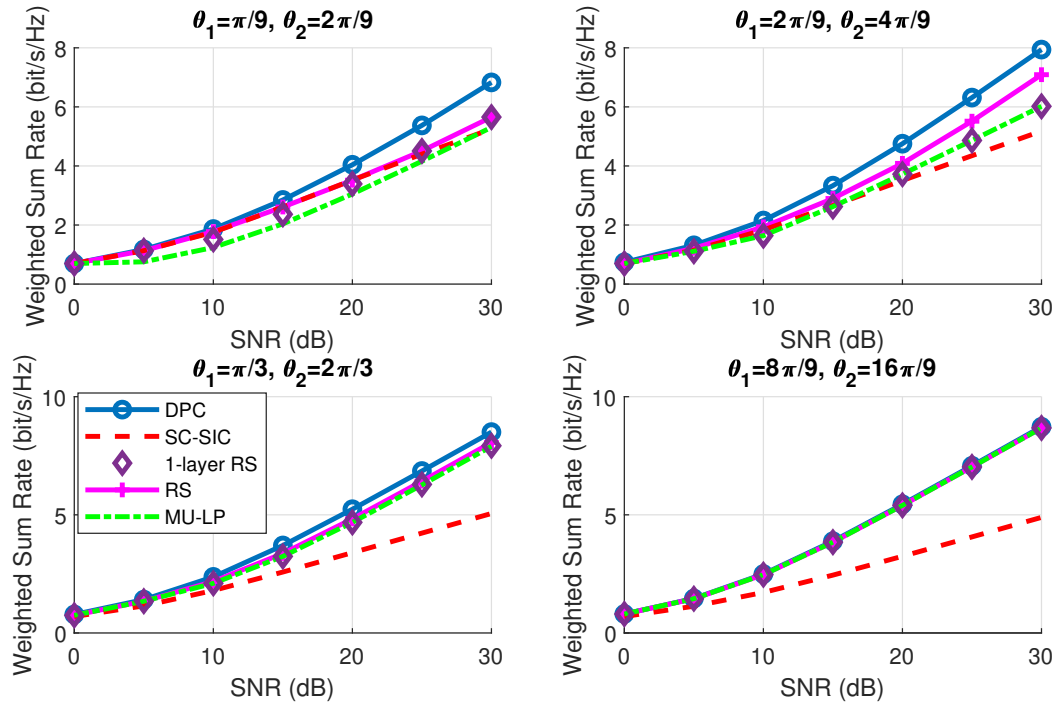 θ₁=π/9, θ₂=2π/9
Weighted Sum Rate (bit/s/Hz)
8
6
4
2
0
0 10 20 30
SNR (dB)
θ₁=2π/9, θ₂=4π/9
Weighted Sum Rate (bit/s/Hz)
8
6
4
2
0
0 10 20 30
SNR (dB)
θ₁=π/3, θ₂=2π/3
Weighted Sum Rate (bit/s/Hz)
10
5
0
DPC
SC-SIC
1-layer RS
RS
MU-LP
0 10 20 30
SNR (dB)
θ₁=8π/9, θ₂=16π/9
Weighted Sum Rate (bit/s/Hz)
10
5
0
0 10 20 30
SNR (dB)